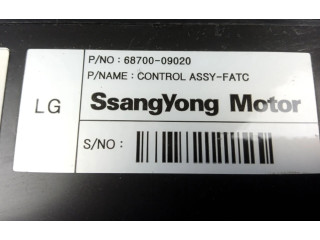 P/NO : 68700-09020
P/NAME : CONTROL ASSY-FATC
LG
SsangYong Motor
S/NO :